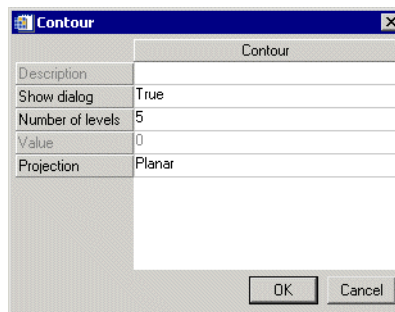 Contour
Contour
Description
Show dialog True
Number of levels 5
Value 0
Projection Planar
OK Cancel